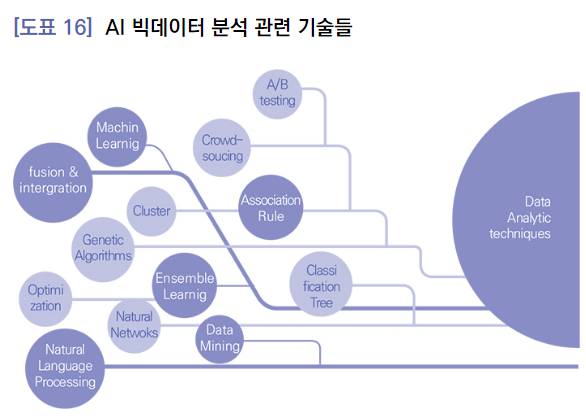 [도표 16] AI 빅데이터 분석 관련 기술들
A/B
testing
Machin
Learnig
Crowd-
soucing
fusion &
intergration
Cluster
Association
Rule
Data
Analytic
techniques
Genetic
Algorithms
Ensemble
Learnig
Classi
fication
Tree
Optimi
zation
Natural
Netwoks
Data
Mining
Natural
Language
Processing